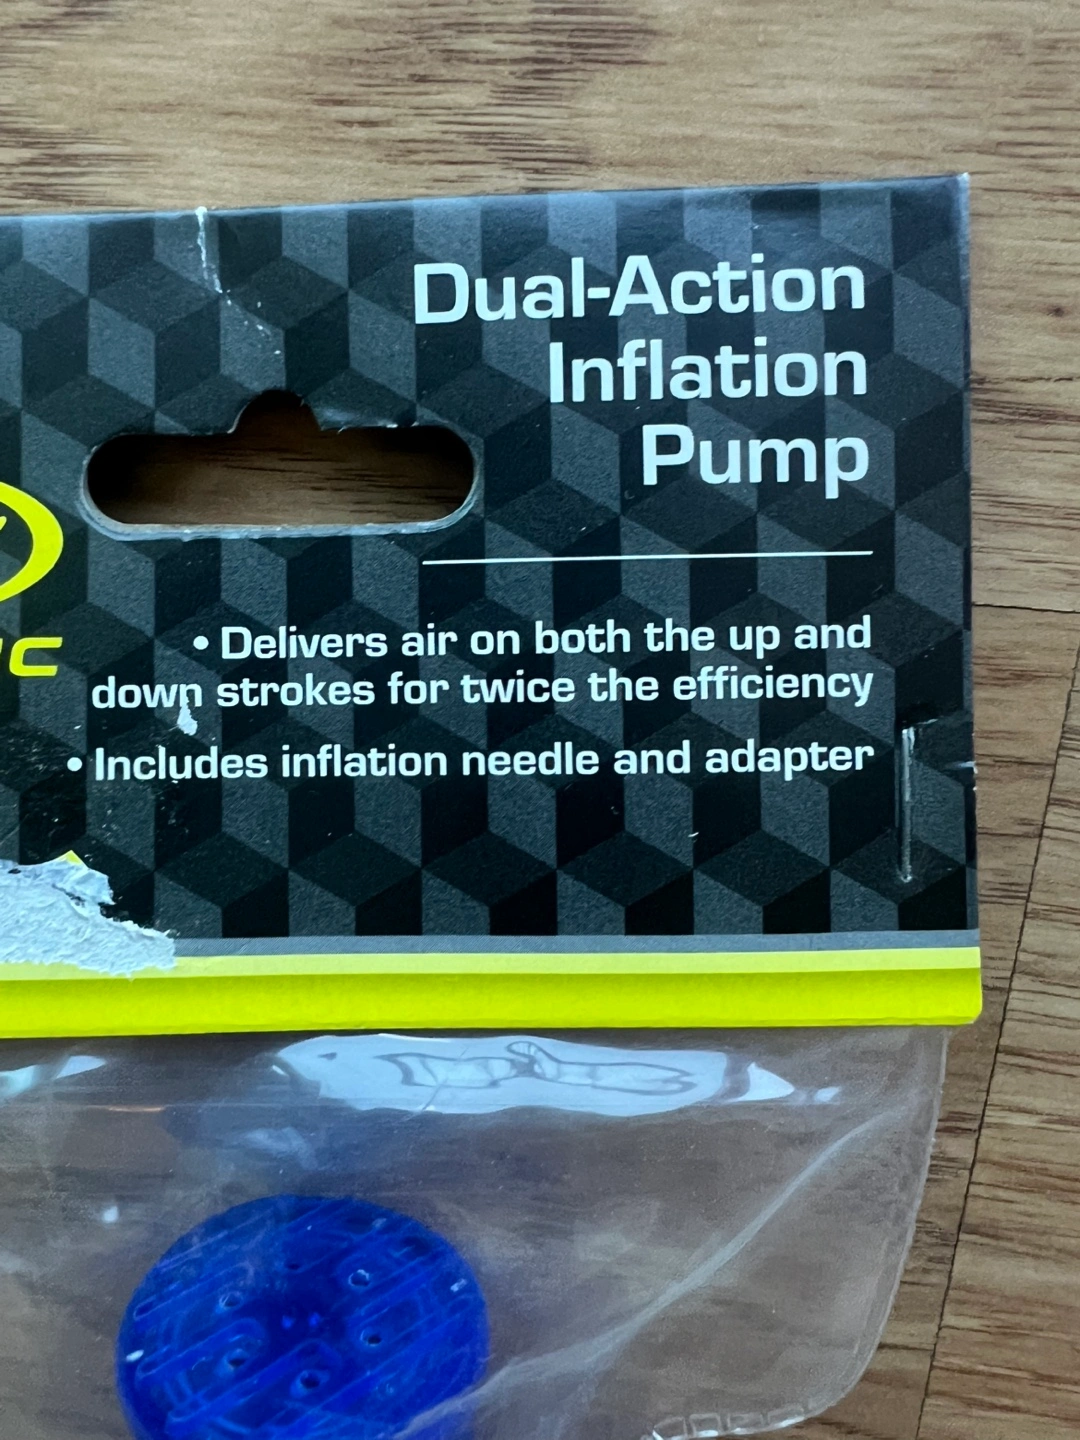 Dual-Action
Inflation
Pump
• Delivers air on both the up and
down strokes for twice the efficiency
• Includes inflation needle and adapter